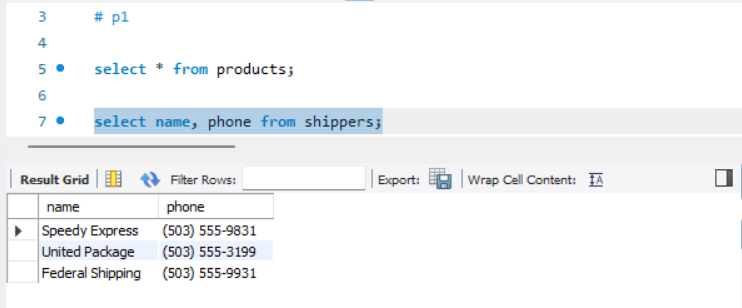 3 # p1
4
5 select * from products;
6
7 select name, phone from shippers;
Result Grid Filter Rows: Export: Wrap Cell Content: IA
name phone
Speedy Express (503) 555-9831
United Package (503) 555-3199
Federal Shipping (503) 555-9931